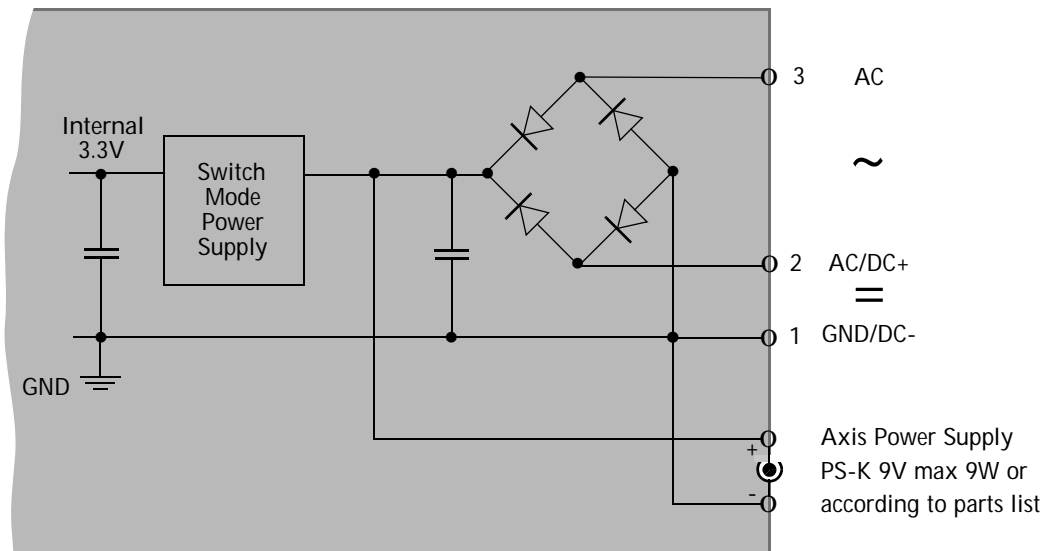 3 AC
Internal
3.3V
~
Switch
Mode
Power
Supply
2 AC/DC+
=
1 GND/DC-
GND
Axis Power Supply
+
PS-K 9V max 9W or
-
according to parts list